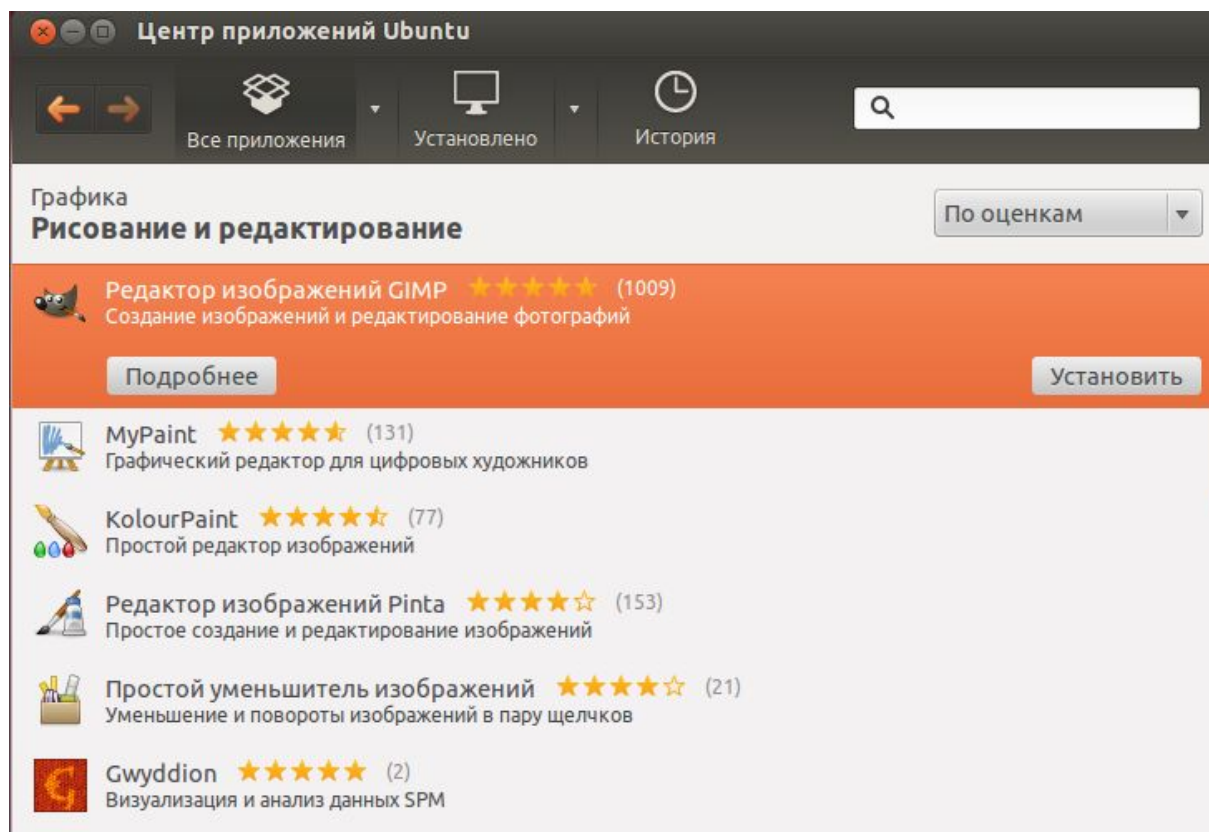 Центр приложений Ubuntu
Все приложения
Установлено
История
Графика
Рисование и редактирование
По оценкам
Редактор изображений GIMP (1009)
Создание изображений и редактирование фотографий
Подробнее
Установить
MyPaint (131)
Графический редактор для цифровых художников
KolourPaint (77)
Простой редактор изображений
Редактор изображений Pinta (153)
Простое создание и редактирование изображений
Простой уменьшитель изображений (21)
Уменьшение и повороты изображений в пару щелчков
Gwyddion (2)
Визуализация и анализ данных SPM